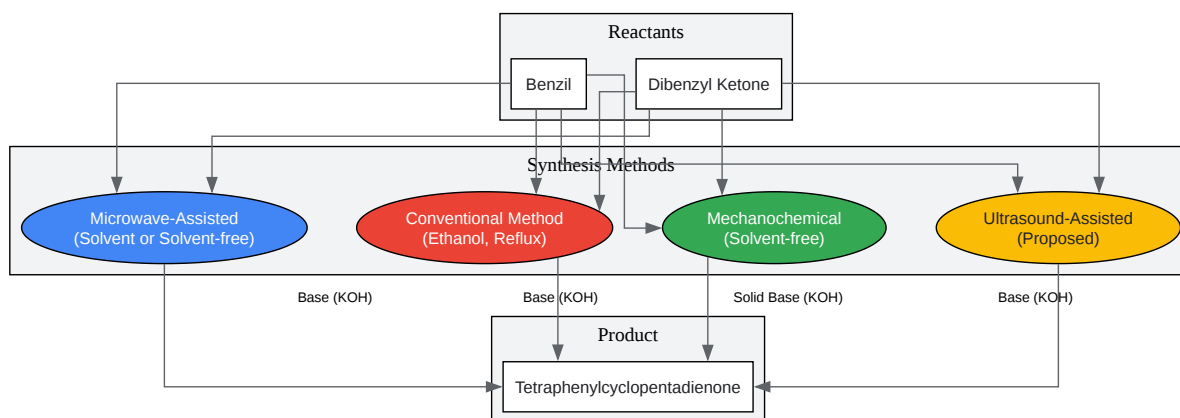 Reactants
Benzil
Dibenzyl Ketone
Synthesis Methods
Microwave-Assisted
(Solvent or Solvent-free)
Conventional Method
(Ethanol, Reflux)
Mechanochemical
(Solvent-free)
Ultrasound-Assisted
(Proposed)
Base (KOH)
Base (KOH)
Solid Base (KOH)
Base (KOH)
Product
Tetraphenylcyclopentadienone